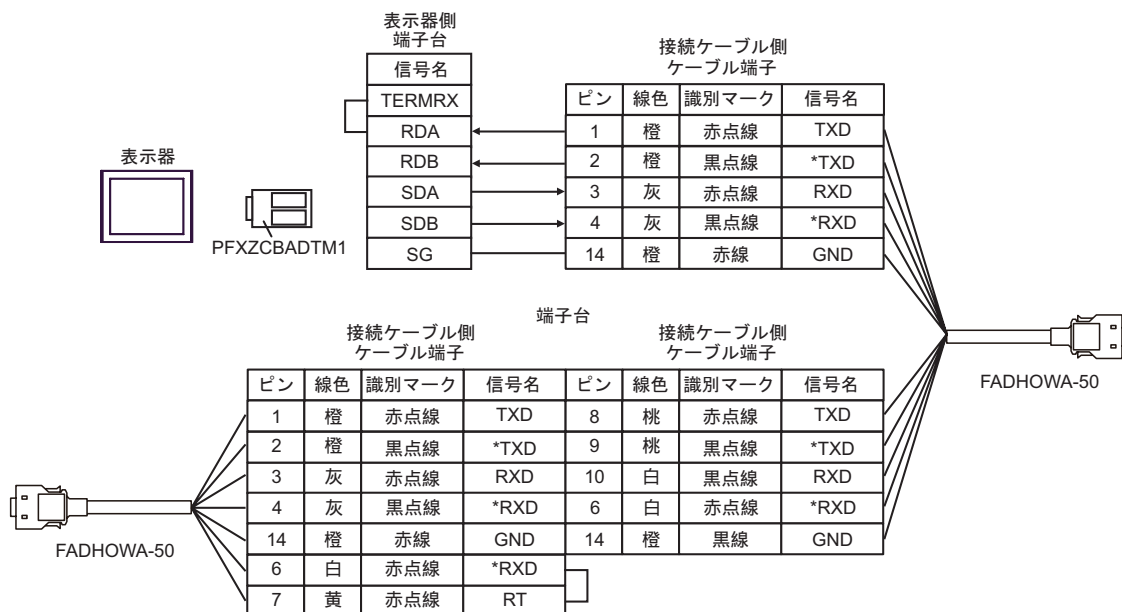 表示器側
端子台
信号名
TERMRX
RDA
RDB
SDA
SDB
SG
表示器
PFXZCBADTM1
接続ケーブル側
ケーブル端子
ピン 線色 識別マーク 信号名
1 橙 赤点線 TXD
2 橙 黒点線 *TXD
3 灰 赤点線 RXD
4 灰 黒点線 *RXD
14 橙 赤線 GND
FADHOWA-50
端子台
接続ケーブル側
ケーブル端子
ピン 線色 識別マーク 信号名
1 橙 赤点線 TXD
2 橙 黒点線 *TXD
3 灰 赤点線 RXD
4 灰 黒点線 *RXD
14 橙 赤線 GND
6 白 赤点線 *RXD
7 黄 赤点線 RT
FADHOWA-50
接続ケーブル側
ケーブル端子
ピン 線色 識別マーク 信号名
8 桃 赤点線 TXD
9 桃 黒点線 *TXD
10 白 黒点線 RXD
6 白 赤点線 *RXD
14 橙 黒線 GND